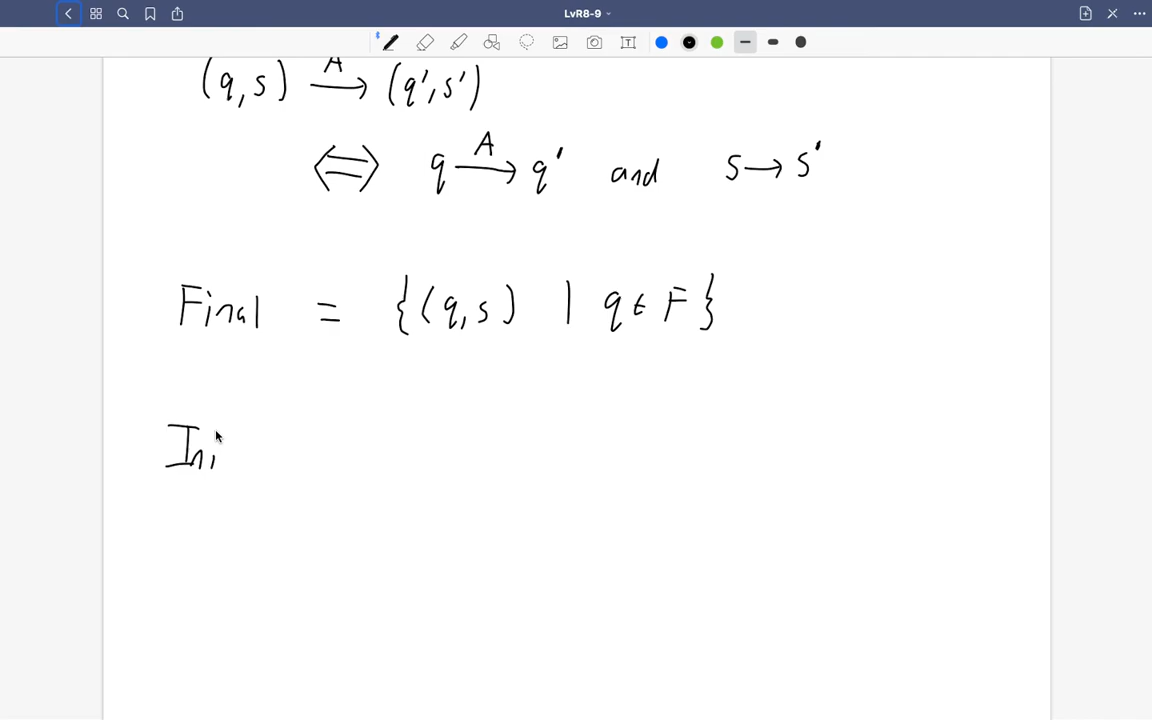 LvR8-9
(q,s) —A→ (q',s')
⟺ q —A→ q' and s → s'
Final = {(q,s) | q ∈ F}
Ini